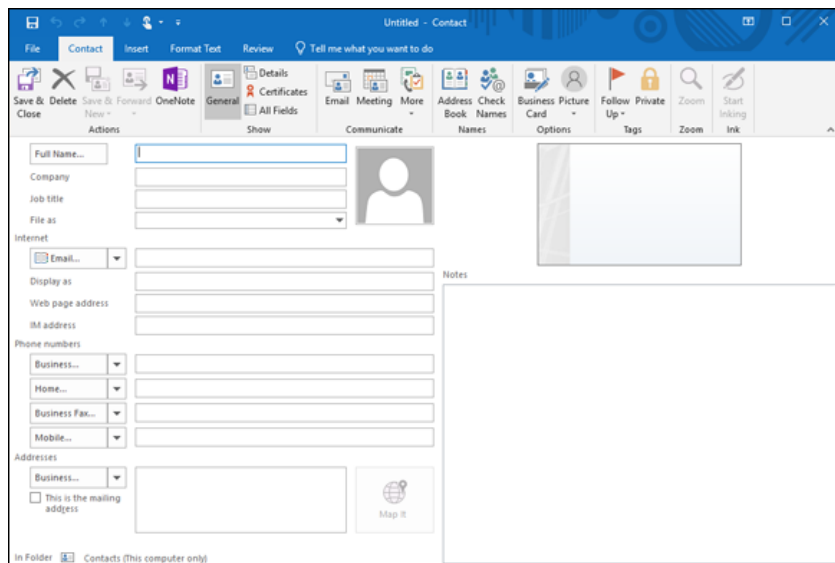 Untitled - Contact
File Contact Insert Format Text Review Tell me what you want to do
Save & Close
Delete
Save & New
Forward
OneNote
General
Details
Certificates
All Fields
Email
Meeting
More
Address Book
Check Names
Business Card
Picture
Follow Up
Private
Zoom
Start Inking
Actions Show Communicate Names Options Tags Zoom Ink
Full Name...
Company
Job title
File as
Internet
Email...
Display as
Web page address
IM address
Phone numbers
Business...
Home...
Business Fax...
Mobile...
Addresses
Business...
This is the mailing
address
Map It
Notes
In Folder Contacts (This computer only)